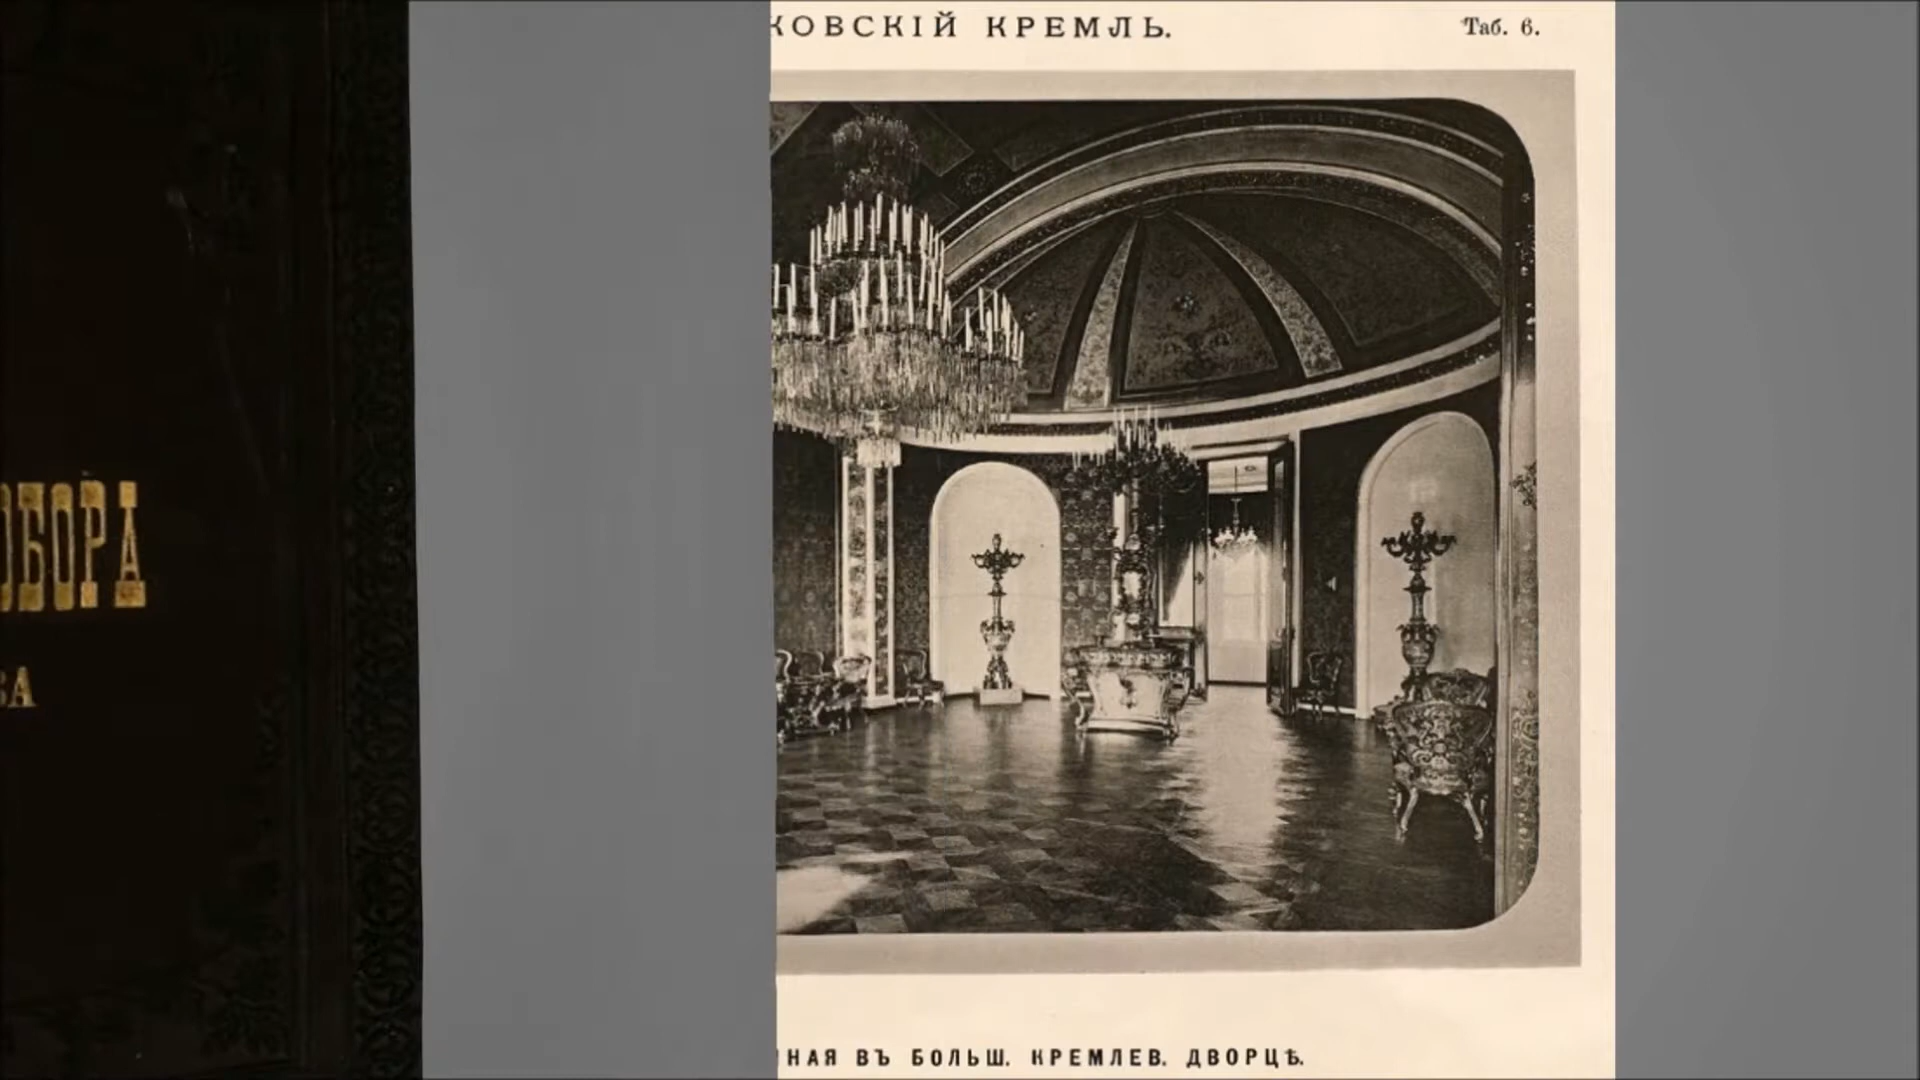 ОБОРА
ВА
КОВСКІЙ КРЕМЛЬ.
Таб. 6.
НАЯ ВЪ БОЛЬШ. КРЕМЛЕВ. ДВОРЦѢ.